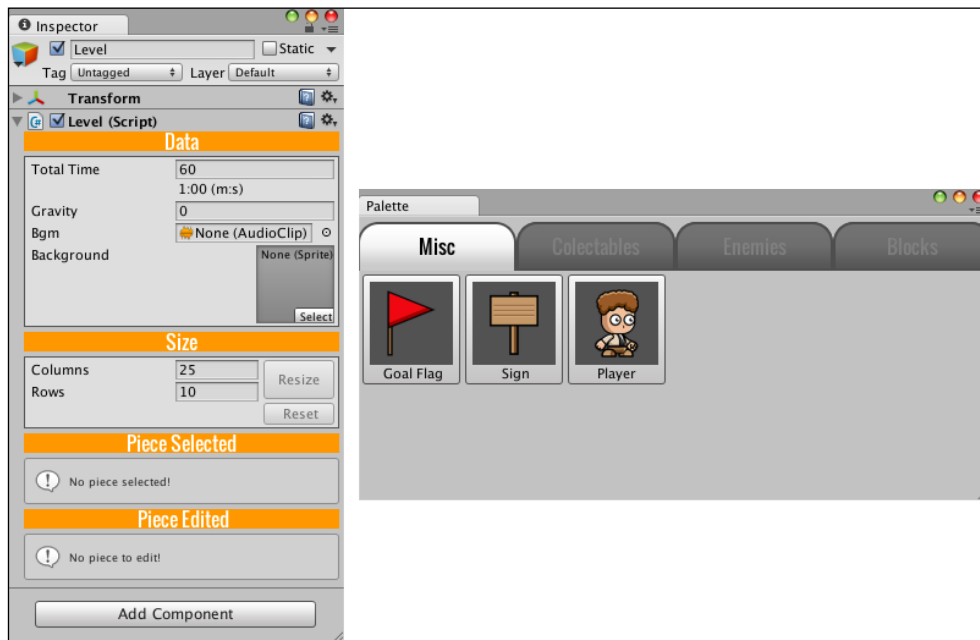 Inspector
Level
Static
Tag Untagged Layer Default
Transform
Level (Script)
Data
Total Time 60
1:00 (m:s)
Gravity 0
Bgm None (AudioClip)
Background None (Sprite)
Select
Size
Columns 25
Rows 10
Resize
Reset
Piece Selected
No piece selected!
Piece Edited
No piece to edit!
Add Component
Palette
Misc Colectables Enemies Blocks
Goal Flag Sign Player